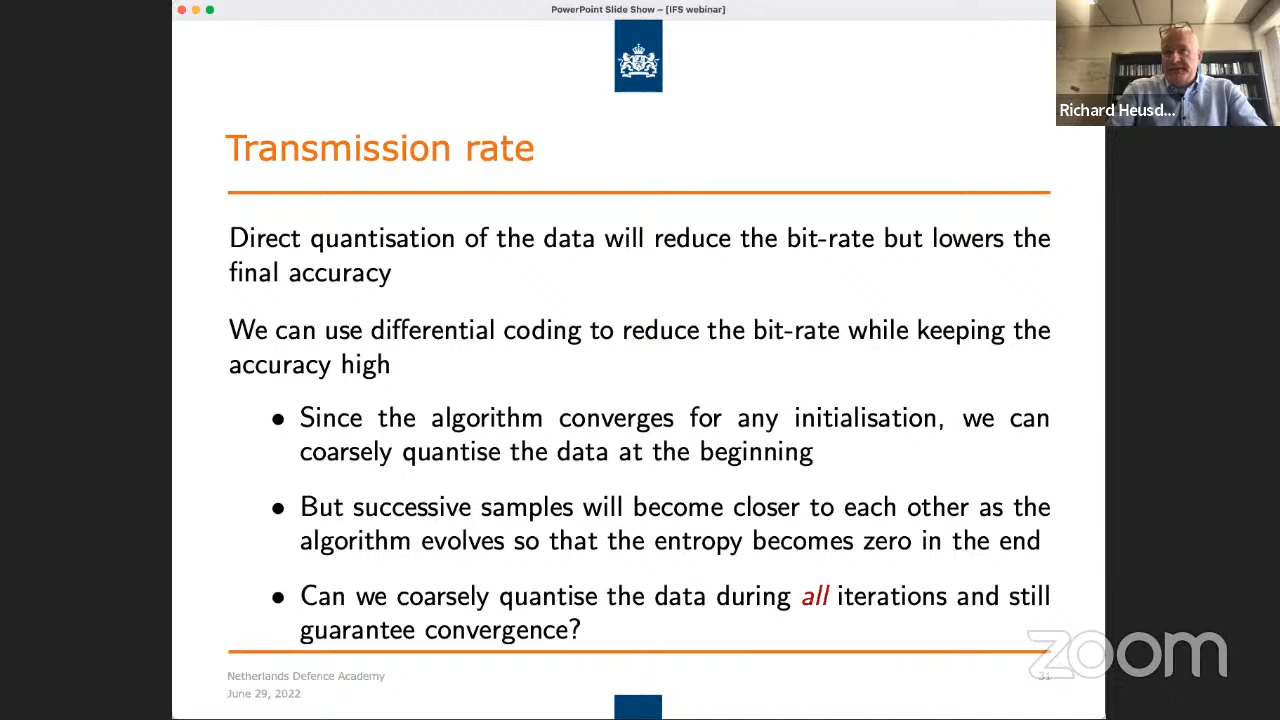 PowerPoint Slide Show – [IFS webinar]
Richard Heusd...
Transmission rate
Direct quantisation of the data will reduce the bit-rate but lowers the
final accuracy
We can use differential coding to reduce the bit-rate while keeping the
accuracy high
• Since the algorithm converges for any initialisation, we can
coarsely quantise the data at the beginning
• But successive samples will become closer to each other as the
algorithm evolves so that the entropy becomes zero in the end
• Can we coarsely quantise the data during all iterations and still
guarantee convergence?
zoom
Netherlands Defence Academy
31
June 29, 2022